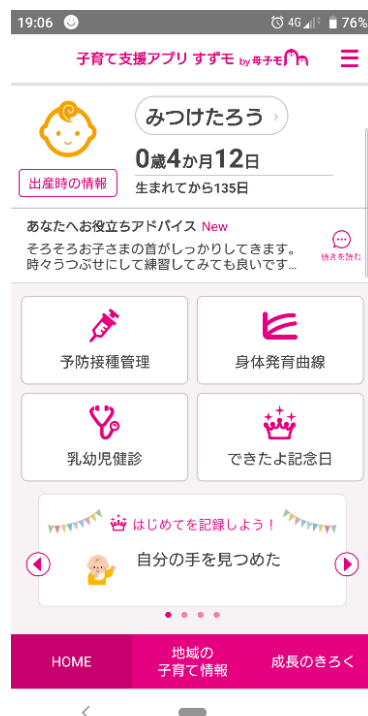 19:06 4G 76%
子育て支援アプリ すずモ by 母子モ
みつけたろう
0歳4か月12日
出産時の情報
生まれてから135日
あなたへお役立ちアドバイス New
そろそろお子さまの首がしっかりしてきます。
時々うつぶせにして練習してみても良いです...
続きを読む
予防接種管理
身体発育曲線
乳幼児健診
できたよ記念日
はじめてを記録しよう!
自分の手を見つめた
HOME
地域の
子育て情報
成長のきろく